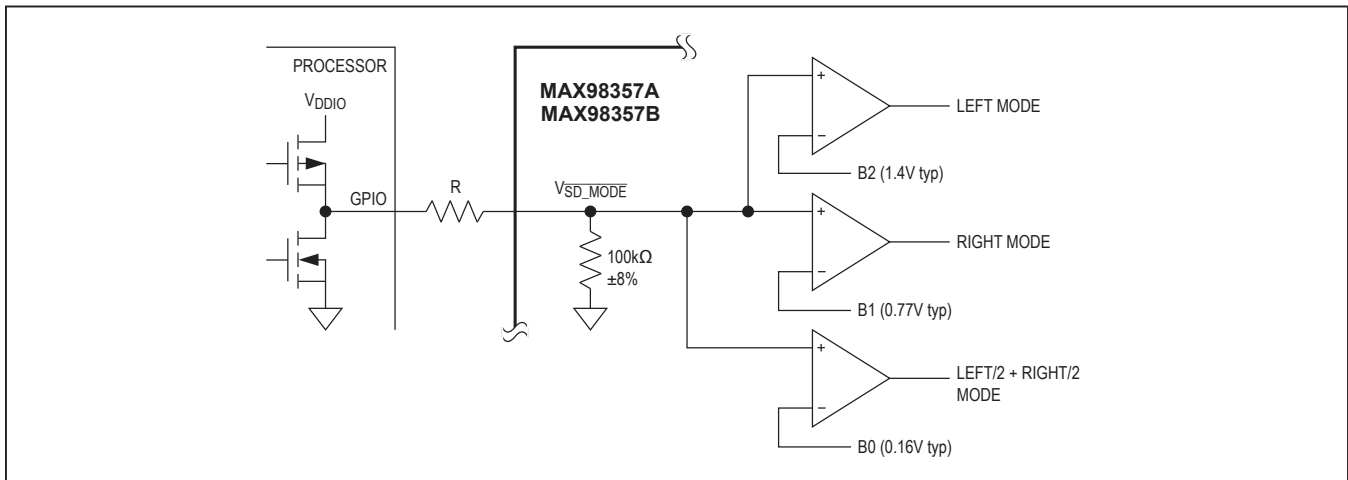 PROCESSOR
VDDIO
GPIO
R
MAX98357A
MAX98357B
VSD_MODE
100kΩ
±8%
+
−
LEFT MODE
B2 (1.4V typ)
+
−
RIGHT MODE
B1 (0.77V typ)
+
−
LEFT/2 + RIGHT/2
MODE
B0 (0.16V typ)